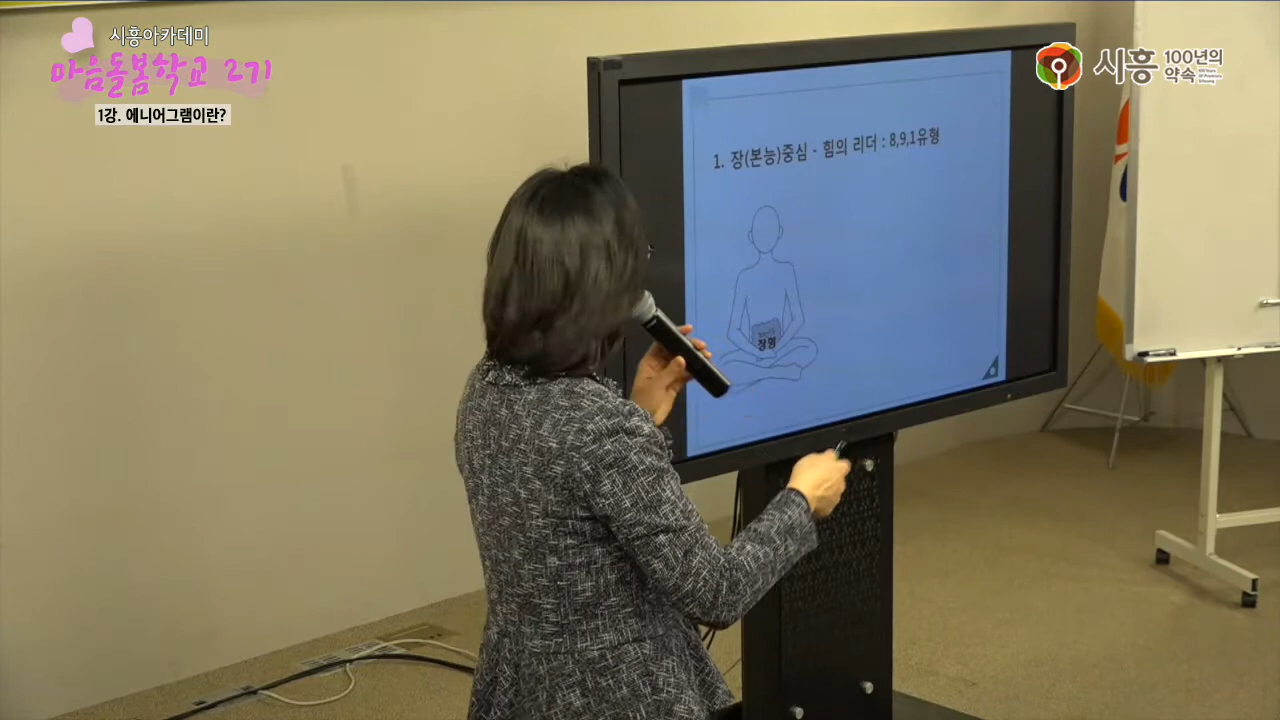 시흥아카데미
마음돌봄학교 2기
1강. 에니어그램이란?
시흥 100년의
약속
1. 장(본능)중심 - 힘의 리더 : 8,9,1유형
장형